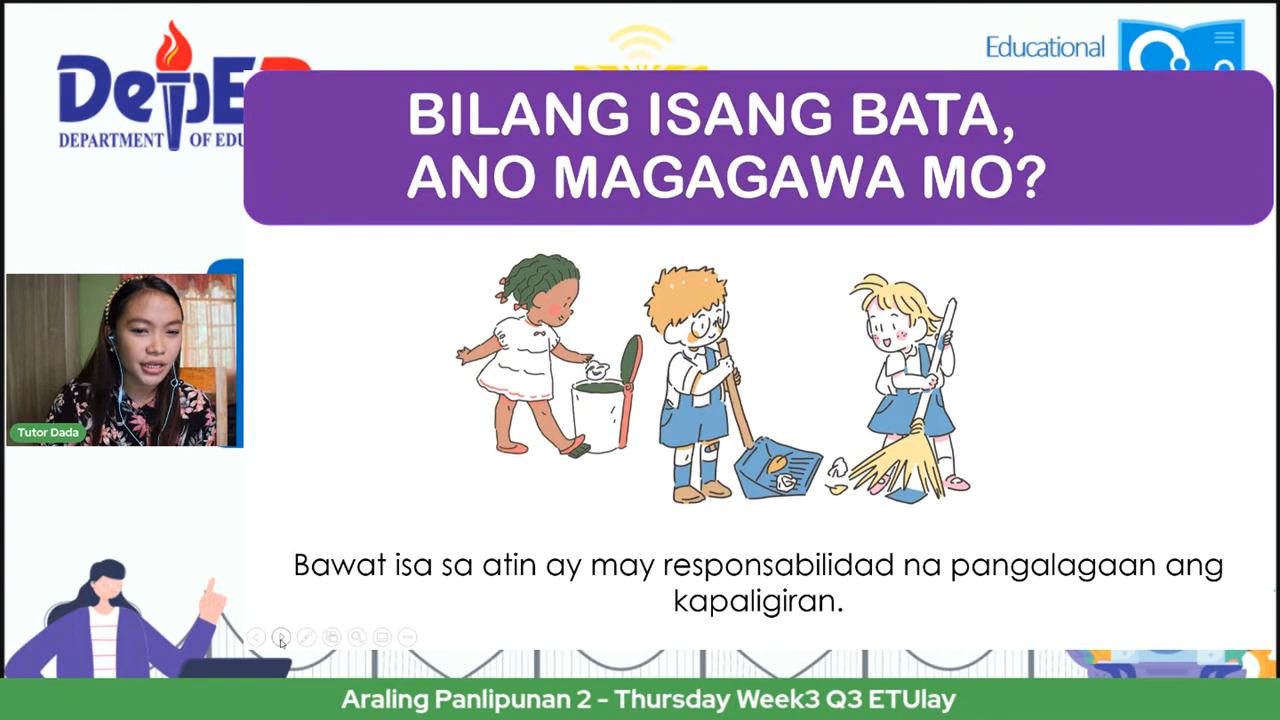 DepE
DEPARTMENT OF EDU
Educational
BILANG ISANG BATA,
ANO MAGAGAWA MO?
Tutor Dada
Bawat isa sa atin ay may responsabilidad na pangalagaan ang
kapaligiran.
Araling Panlipunan 2 - Thursday Week3 Q3 ETUlay